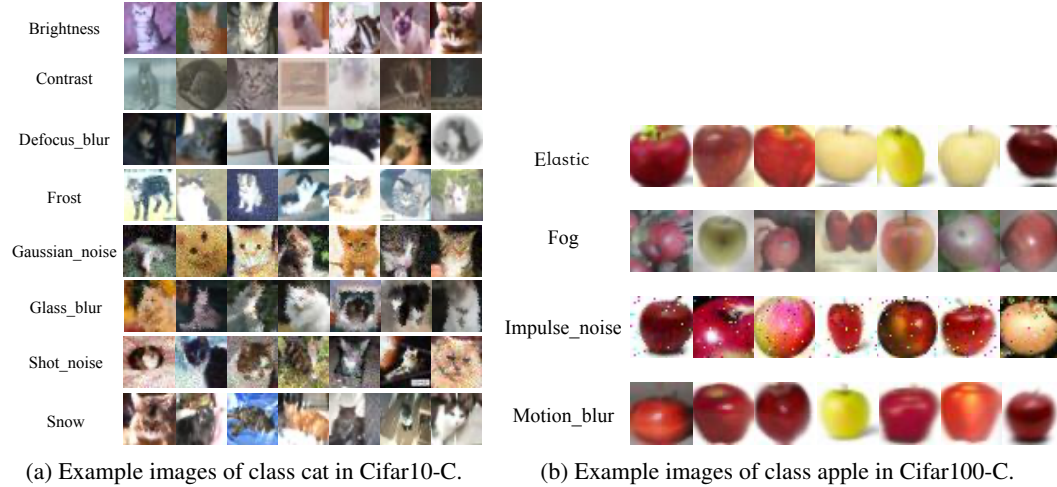 Brightness
Contrast
Defocus_blur
Frost
Gaussian_noise
Glass_blur
Shot_noise
Snow
(a) Example images of class cat in Cifar10-C.
Elastic
Fog
Impulse_noise
Motion_blur
(b) Example images of class apple in Cifar100-C.